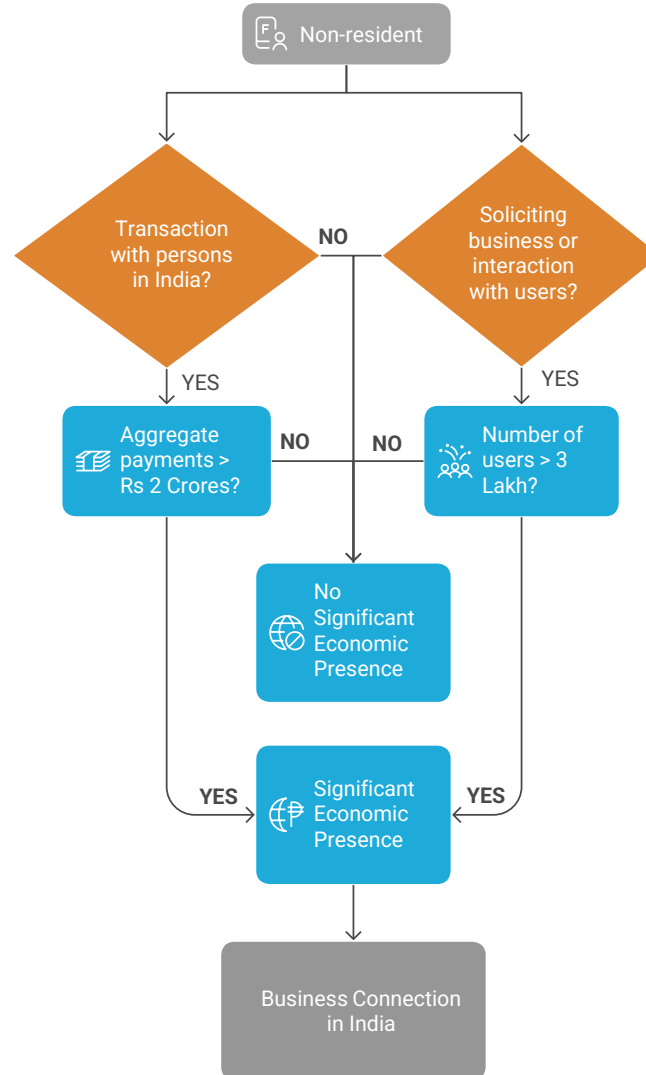 Non-resident
Transaction
with persons
in India?
NO
Soliciting
business or
interaction
with users?
YES
YES
Aggregate
payments >
Rs 2 Crores?
NO
NO
Number of
users > 3
Lakh?
No
Significant
Economic
Presence
YES
Significant
Economic
Presence
YES
Business Connection
in India